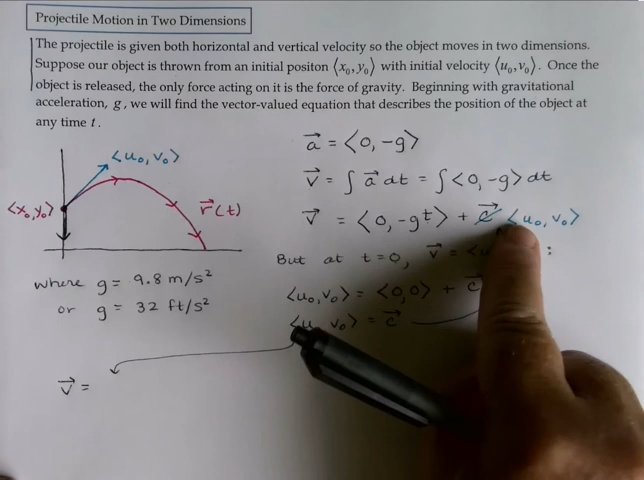 Projectile Motion in Two Dimensions
The projectile is given both horizontal and vertical velocity so the object moves in two dimensions.
Suppose our object is thrown from an initial positon ⟨x₀,y₀⟩ with initial velocity ⟨u₀,v₀⟩. Once the
object is released, the only force acting on it is the force of gravity. Beginning with gravitational
acceleration, g, we will find the vector-valued equation that describes the position of the object at
any time t.
a⃗ = ⟨0, -g⟩
v⃗ = ∫ a⃗ dt = ∫⟨0, -g⟩dt
v⃗ = ⟨0, -gt⟩ + c⃗ ⟨u₀, v₀⟩
But at t=0, v⃗ = ⟨u :
⟨u₀, v₀⟩ = ⟨0,0⟩ + c⃗
⟨u₀, v₀⟩ = c⃗
⟨u₀, v₀⟩
⟨x₀,y₀⟩
r⃗(t)
where g = 9.8 m/s²
or g = 32 ft/s²
v⃗ =